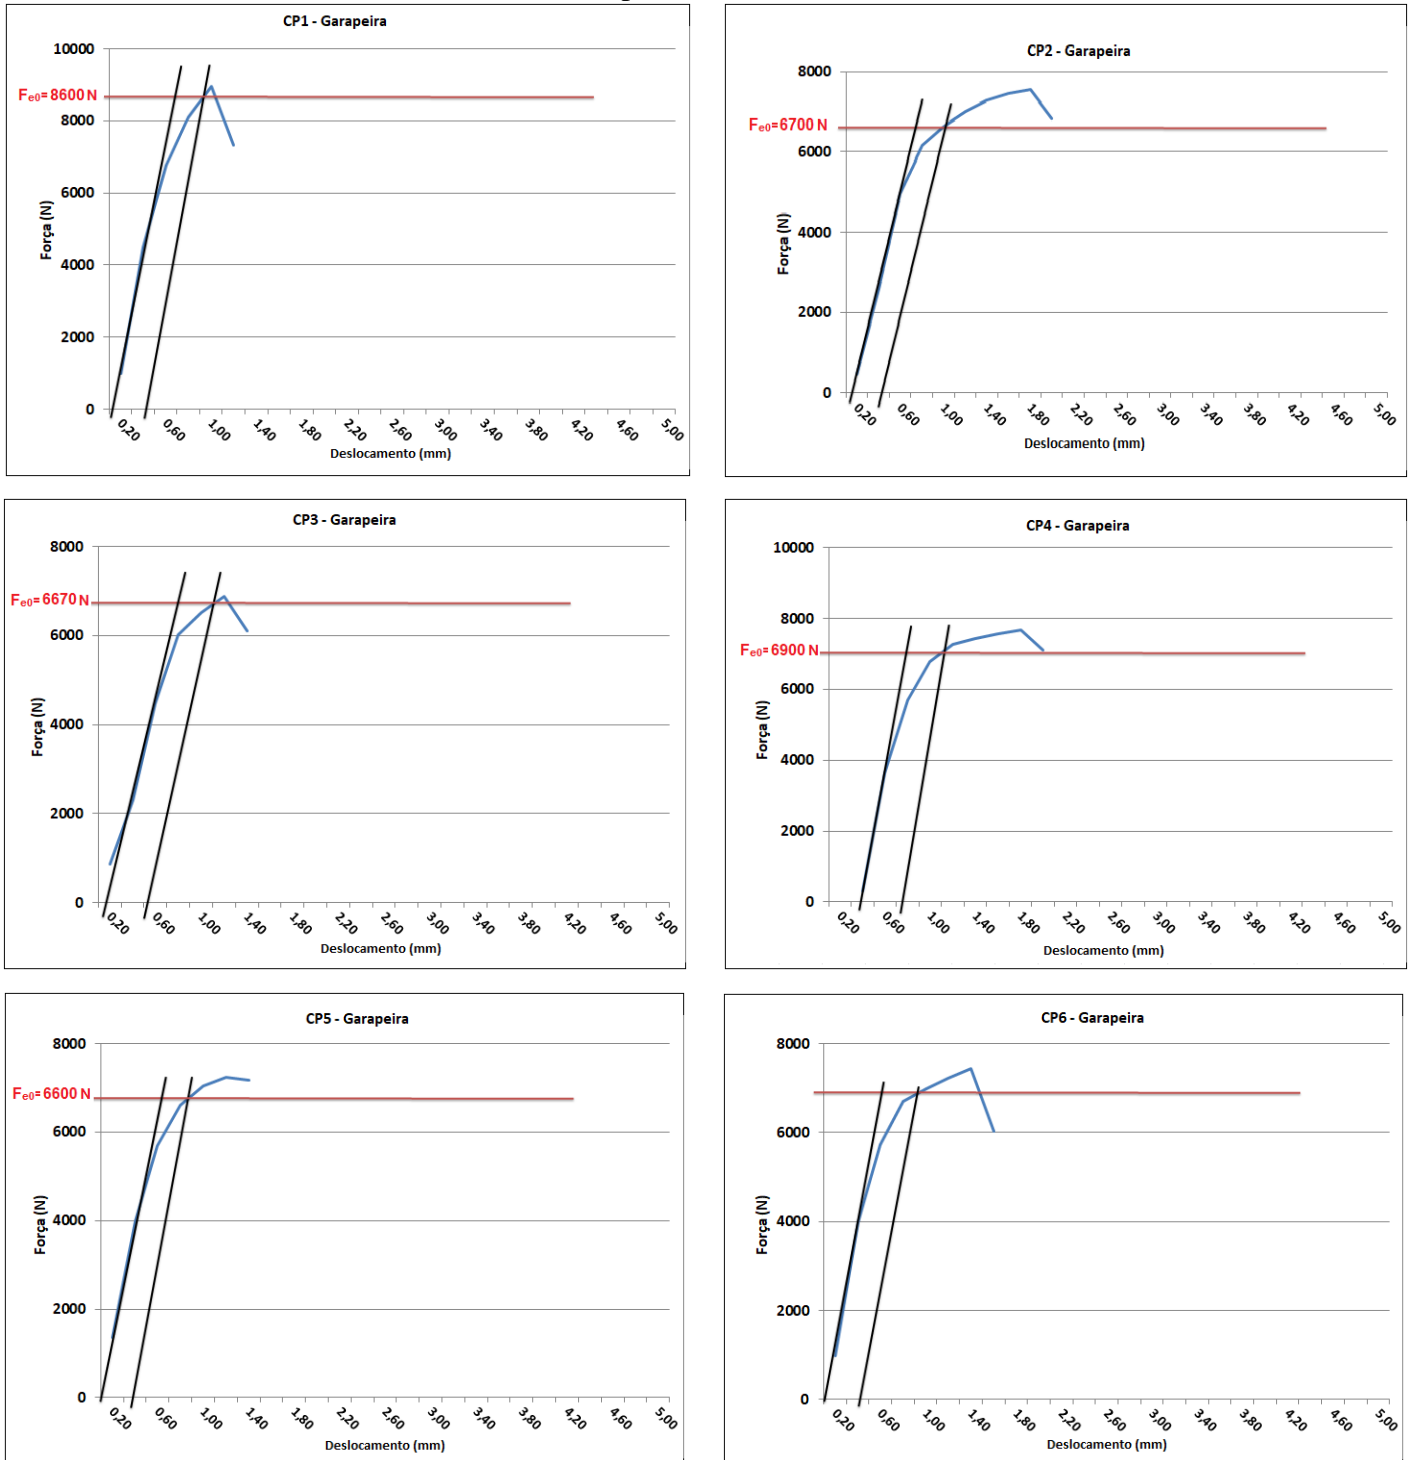 CP1 - Garapeira
10000
Fe0= 8600 N
8000
6000
4000
2000
0
Força (N)
0,20 0,60 1,00 1,40 1,80 2,20 2,60 3,00 3,40 3,80 4,20 4,60 5,00
Deslocamento (mm)
CP2 - Garapeira
8000
Fe0= 6700 N
6000
4000
2000
0
Força (N)
0,20 0,60 1,00 1,40 1,80 2,20 2,60 3,00 3,40 3,80 4,20 4,60 5,00
Deslocamento (mm)
CP3 - Garapeira
8000
Fe0= 6670 N
6000
4000
2000
0
Força (N)
0,20 0,60 1,00 1,40 1,80 2,20 2,60 3,00 3,40 3,80 4,20 4,60 5,00
Deslocamento (mm)
CP4 - Garapeira
10000
8000
Fe0= 6900 N
6000
4000
2000
0
Força (N)
0,20 0,60 1,00 1,40 1,80 2,20 2,60 3,00 3,40 3,80 4,20 4,60 5,00
Deslocamento (mm)
CP5 - Garapeira
8000
Fe0= 6600 N
6000
4000
2000
0
Força (N)
0,20 0,60 1,00 1,40 1,80 2,20 2,60 3,00 3,40 3,80 4,20 4,60 5,00
Deslocamento (mm)
CP6 - Garapeira
8000
6000
4000
2000
0
Força (N)
0,20 0,60 1,00 1,40 1,80 2,20 2,60 3,00 3,40 3,80 4,20 4,60 5,00
Deslocamento (mm)